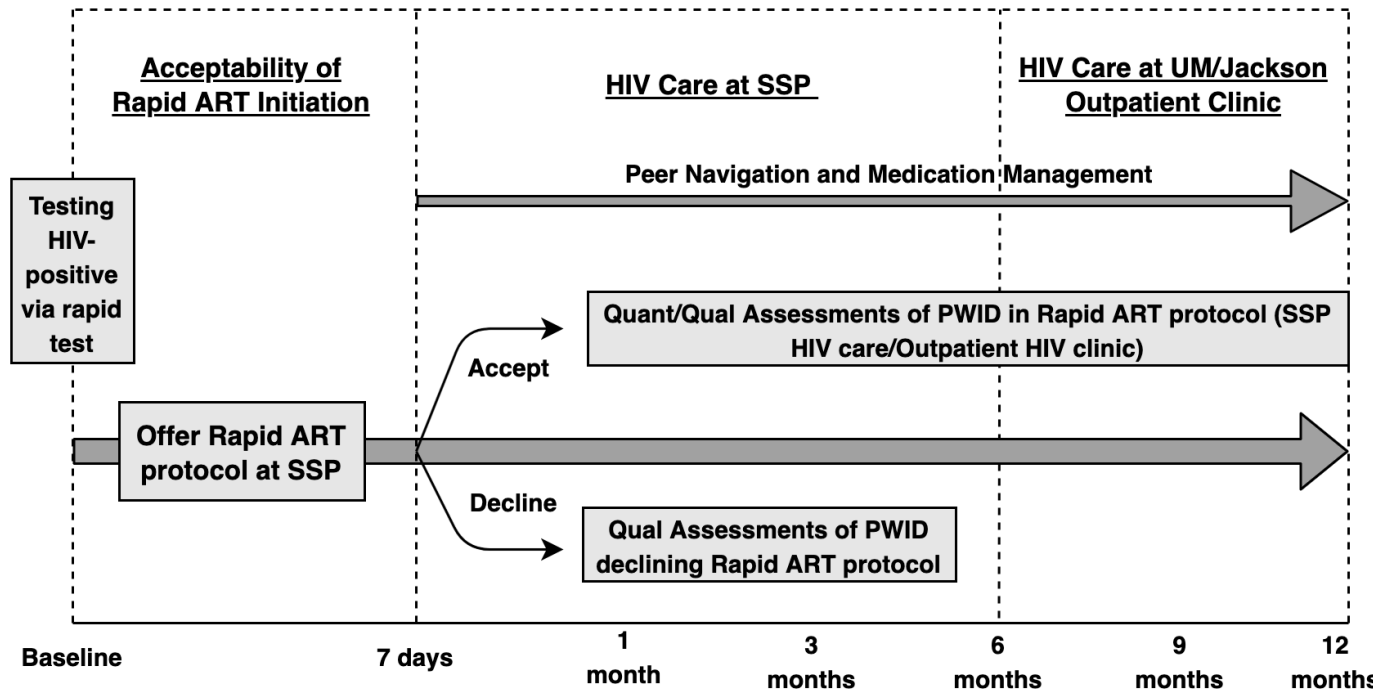 Acceptability of
Rapid ART Initiation
HIV Care at SSP
HIV Care at UM/Jackson
Outpatient Clinic
Peer Navigation and Medication Management
Testing
HIV-
positive
via rapid
test
Quant/Qual Assessments of PWID in Rapid ART protocol (SSP
HIV care/Outpatient HIV clinic)
Accept
Offer Rapid ART
protocol at SSP
Decline
Qual Assessments of PWID
declining Rapid ART protocol
Baseline
7 days
1
month
3
months
6
months
9
months
12
months